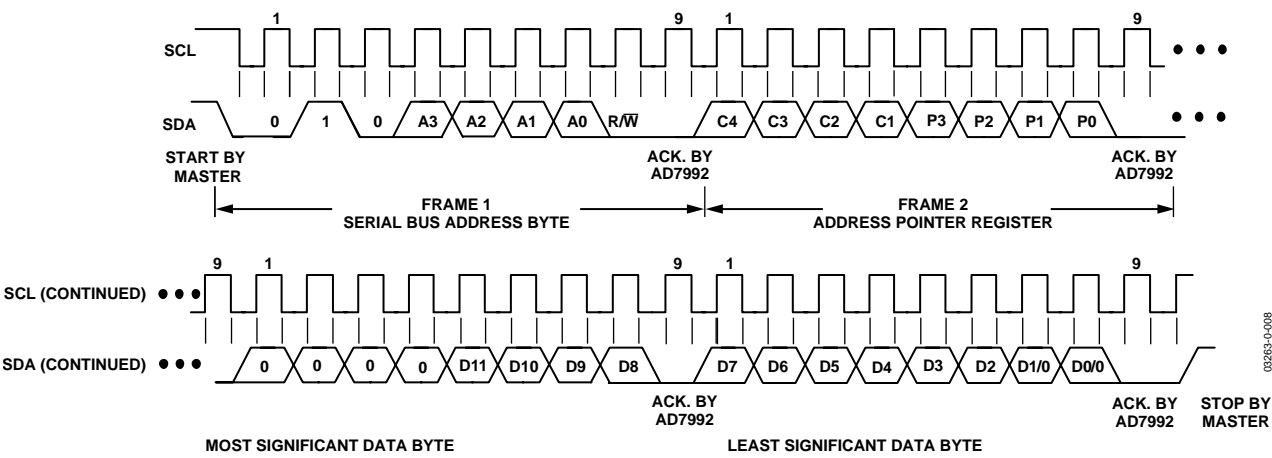 1 9 1 9
SCL
SDA 0 1 0 A3 A2 A1 A0 R/W̅ C4 C3 C2 C1 P3 P2 P1 P0
START BY
MASTER
ACK. BY
AD7992
ACK. BY
AD7992
FRAME 1
SERIAL BUS ADDRESS BYTE
FRAME 2
ADDRESS POINTER REGISTER
9 1 9 1 9
SCL (CONTINUED)
SDA (CONTINUED) 0 0 0 0 D11 D10 D9 D8 D7 D6 D5 D4 D3 D2 D1/0 D0/0
ACK. BY
AD7992
ACK. BY
AD7992
STOP BY
MASTER
MOST SIGNIFICANT DATA BYTE
LEAST SIGNIFICANT DATA BYTE
03263-0-008